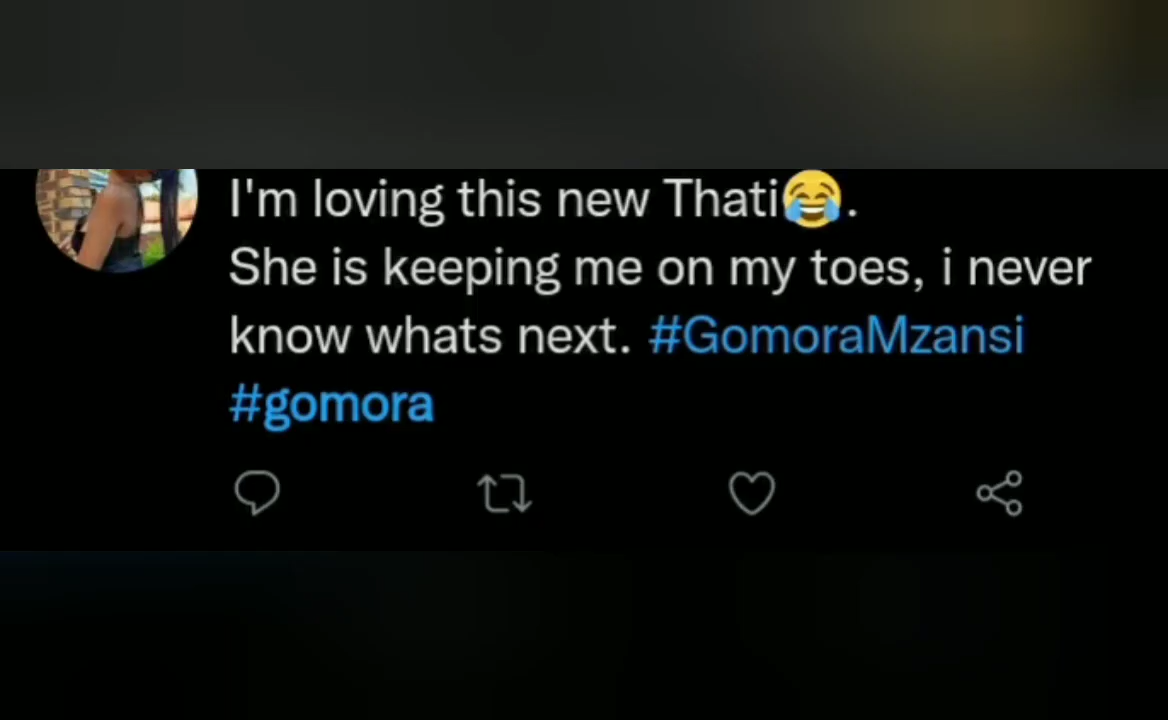 I'm loving this new Thati😂.
She is keeping me on my toes, i never
know whats next. #GomoraMzansi
#gomora